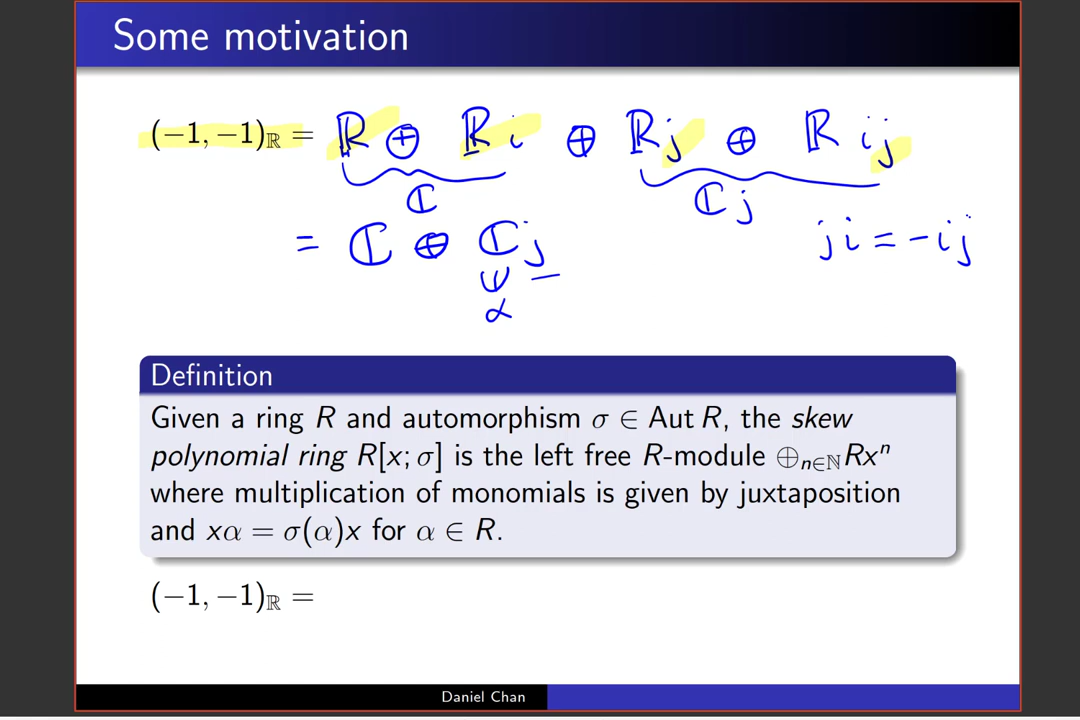 Some motivation
(−1, −1)ℝ = ℝ ⊕ ℝi ⊕ ℝj ⊕ ℝij
ℂ ℂj
= ℂ ⊕ ℂj ji = -ij
ψ
α
Definition
Given a ring R and automorphism σ ∈ Aut R, the skew
polynomial ring R[x; σ] is the left free R-module ⊕n∈ℕRxⁿ
where multiplication of monomials is given by juxtaposition
and xα = σ(α)x for α ∈ R.
(−1, −1)ℝ =
Daniel Chan